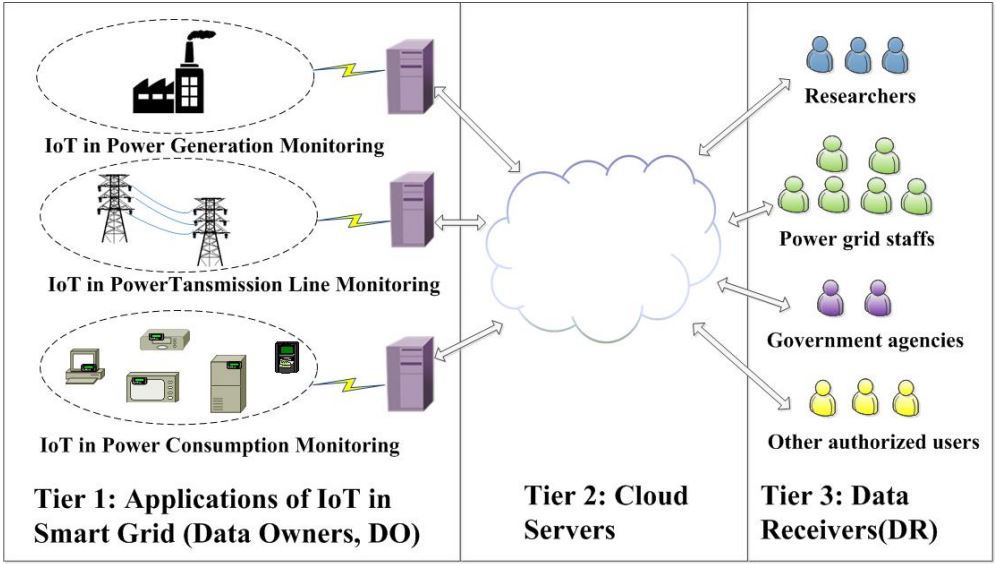 IoT in Power Generation Monitoring
IoT in PowerTansmission Line Monitoring
IoT in Power Consumption Monitoring
Tier 1: Applications of IoT in
Smart Grid (Data Owners, DO)
Tier 2: Cloud
Servers
Researchers
Power grid staffs
Government agencies
Other authorized users
Tier 3: Data
Receivers(DR)